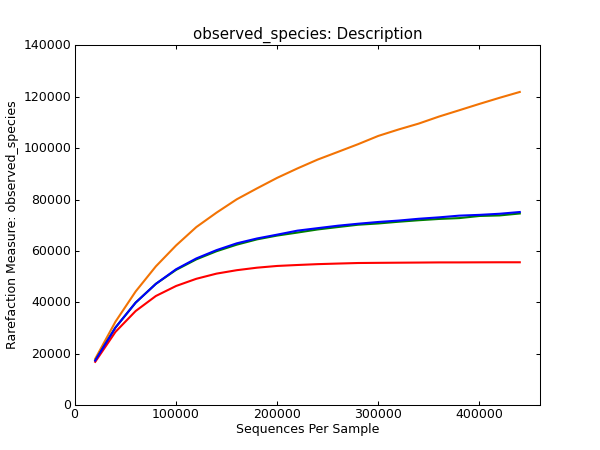 observed_species: Description
140000
120000
100000
80000
60000
40000
20000
0
Rarefaction Measure: observed_species
0 100000 200000 300000 400000
Sequences Per Sample